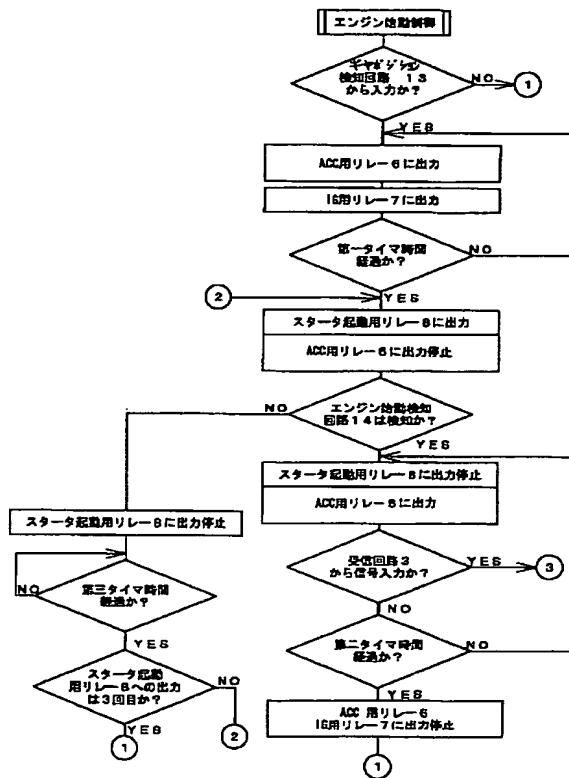 エンジン始動制御
ギヤポジション
検知回路 13
から入力か?
NO
1
YES
ACC用リレー6に出力
IG用リレー7に出力
第一タイマ時間
経過か?
NO
2
YES
スタータ起動用リレー8に出力
ACC用リレー6に出力停止
NO
エンジン始動検知
回路14は検知か?
YES
スタータ起動用リレー8に出力停止
ACC用リレー6に出力
スタータ起動用リレー8に出力停止
受信回路3
から信号入力か?
YES
3
NO
NO
第三タイマ時間
経過か?
YES
第二タイマ時間
経過か?
NO
YES
スタータ起動
用リレー8への出力
は3回目か?
NO
2
YES
1
ACC 用リレー6
IG用リレー7に出力停止
1